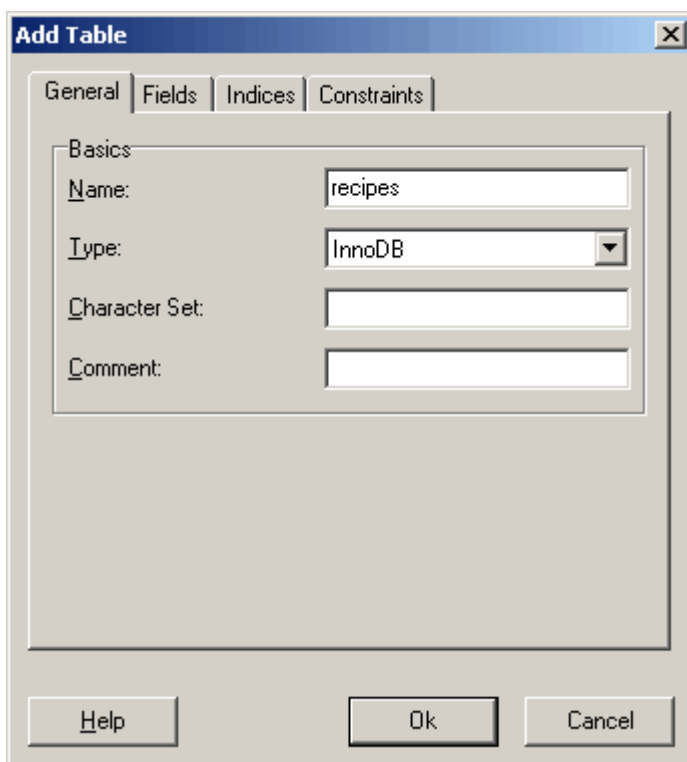 Add Table
General Fields Indices Constraints
Basics
Name: recipes
Type: InnoDB
Character Set:
Comment:
Help Ok Cancel